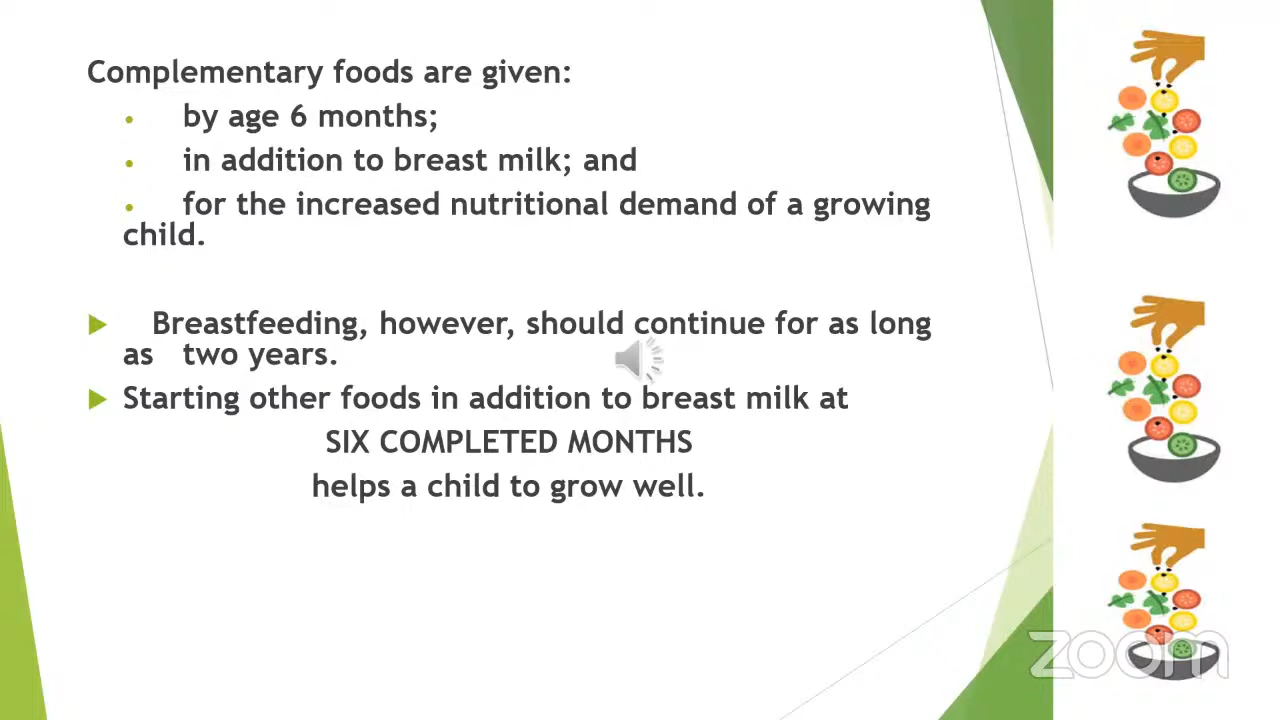 Complementary foods are given:
• by age 6 months;
• in addition to breast milk; and
• for the increased nutritional demand of a growing
child.
Breastfeeding, however, should continue for as long
as two years.
Starting other foods in addition to breast milk at
SIX COMPLETED MONTHS
helps a child to grow well.
zoom